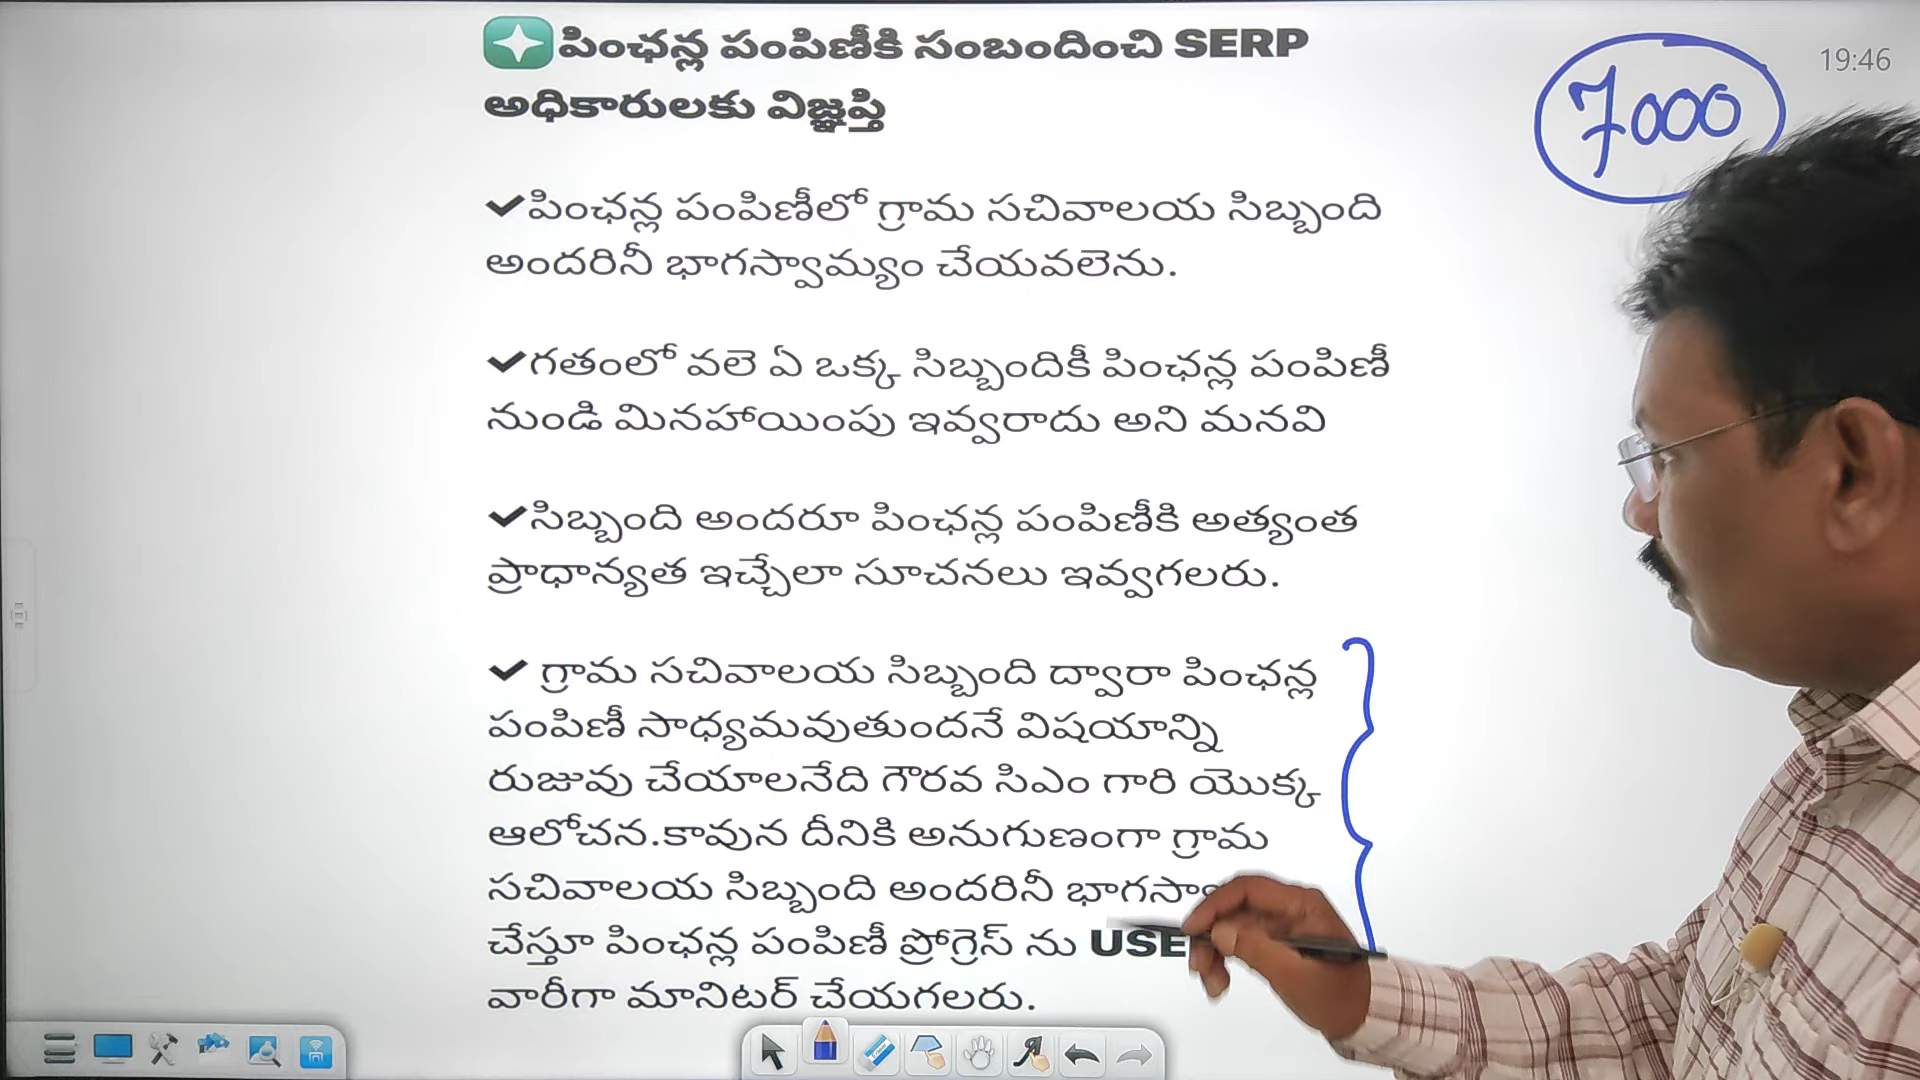 పింఛన్ల పంపిణీకి సంబందించి SERP
అధికారులకు విజ్ఞప్తి
7000
19:46
✔పింఛన్ల పంపిణీలో గ్రామ సచివాలయ సిబ్బంది
అందరినీ భాగస్వామ్యం చేయవలెను.
✔గతంలో వలె ఏ ఒక్క సిబ్బందికీ పింఛన్ల పంపిణీ
నుండి మినహాయింపు ఇవ్వరాదు అని మనవి
✔సిబ్బంది అందరూ పింఛన్ల పంపిణీకి అత్యంత
ప్రాధాన్యత ఇచ్చేలా సూచనలు ఇవ్వగలరు.
✔ గ్రామ సచివాలయ సిబ్బంది ద్వారా పింఛన్ల
పంపిణీ సాధ్యమవుతుందనే విషయాన్ని
రుజువు చేయాలనేది గౌరవ సిఎం గారి యొక్క
ఆలోచన.కావున దీనికి అనుగుణంగా గ్రామ
సచివాలయ సిబ్బంది అందరినీ
చేస్తూ పింఛన్ల పంపిణీ ప్రోగ్రెస్ ను
వారీగా మానిటర్ చేయగలరు.